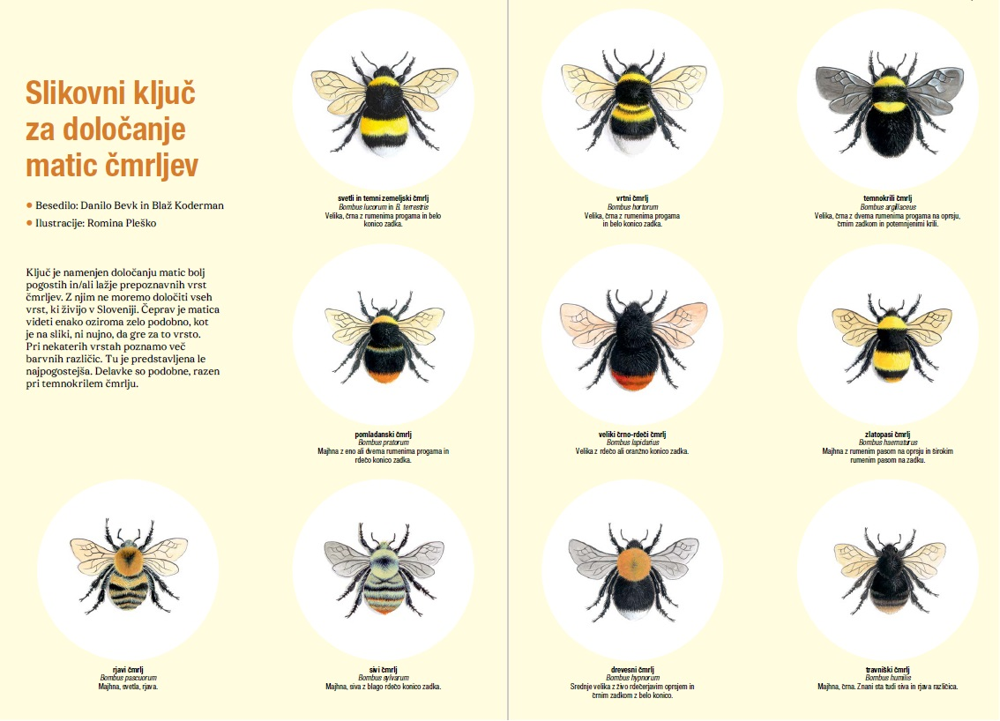 Slikovni ključ
za določanje
matic čmrljev
Besedilo: Danilo Bevk in Blaž Koderman
Ilustracije: Romina Pleško
Ključ je namenjen določanju matic bolj
pogostih in/ali lažje prepoznavnih vrst
čmrljev. Z njim ne moremo določiti vseh
vrst, ki živijo v Sloveniji. Čeprav je matica
videti enako oziroma zelo podobno, kot
je na sliki, ni nujno, da gre za to vrsto.
Pri nekaterih vrstah poznamo več
barvnih različic. Tu je predstavljena le
najpogostejša. Delavke so podobne, razen
pri temnokrilem čmrlju.
svetli in temni zemeljski čmrlj
Bombus lucorum in B. terrestris
Velika, črna z rumenima progama in belo
konico zadka.
vrtni čmrlj
Bombus hortorum
Velika, črna z rumenima progama
in belo konico zadka.
temnokrili čmrlj
Bombus argillaceus
Velika, črna z dvema rumenima progama na oprsju,
črnim zadkom in potemnjenimi krili.
pomladanski čmrlj
Bombus pratorum
Majhna z eno ali dvema rumenima progama in
rdečo konico zadka.
veliki črno-rdeči čmrlj
Bombus lapidarius
Velika z rdečo ali oranžno konico zadka.
zlatopasi čmrlj
Bombus haematurus
Majhna z rumenim pasom na oprsju in širokim
rumenim pasom na zadku.
rjavi čmrlj
Bombus pascuorum
Majhna, svetla, rjava.
sivi čmrlj
Bombus sylvarum
Majhna, siva z blago rdečo konico zadka.
drevesni čmrlj
Bombus hypnorum
Srednje velika z živo rdečerjavim oprsjem in
črnim zadkom z belo konico.
travniški čmrlj
Bombus humilis
Majhna, črna. Znani sta tudi siva in rjava različica.